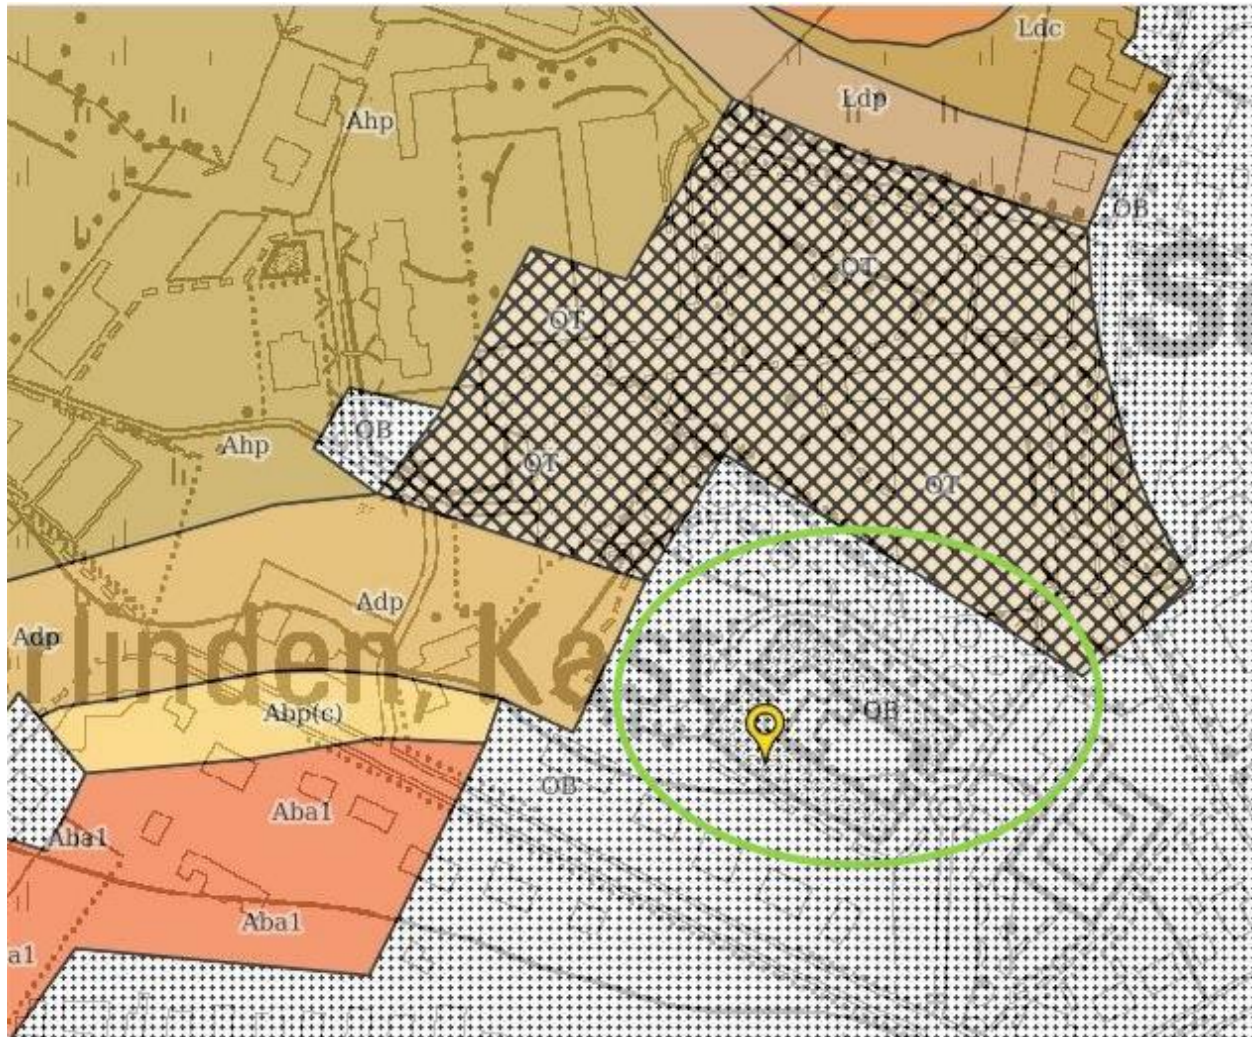 Ldc
Ldp
Ahp
OB
S
OT
OT
OB
Ahp
OT
OT
Adp
Adp
rlinden, Kast
Abp(c)
OB
OB
Aba1
Aba1
Aba1
a1